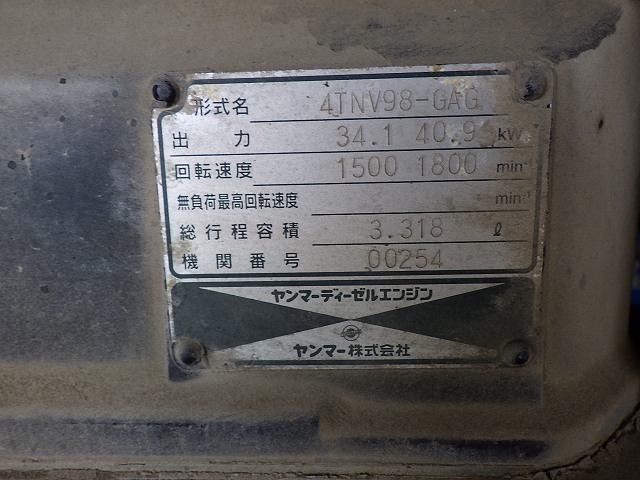 形式名 4TNV98-GAG
出力 34.1 40.9 kW
回転速度 1500 1800 min⁻¹
無負荷最高回転速度 min⁻¹
総行程容積 3.318 ℓ
機関番号 00254
ヤンマーディーゼルエンジン
ヤンマー株式会社